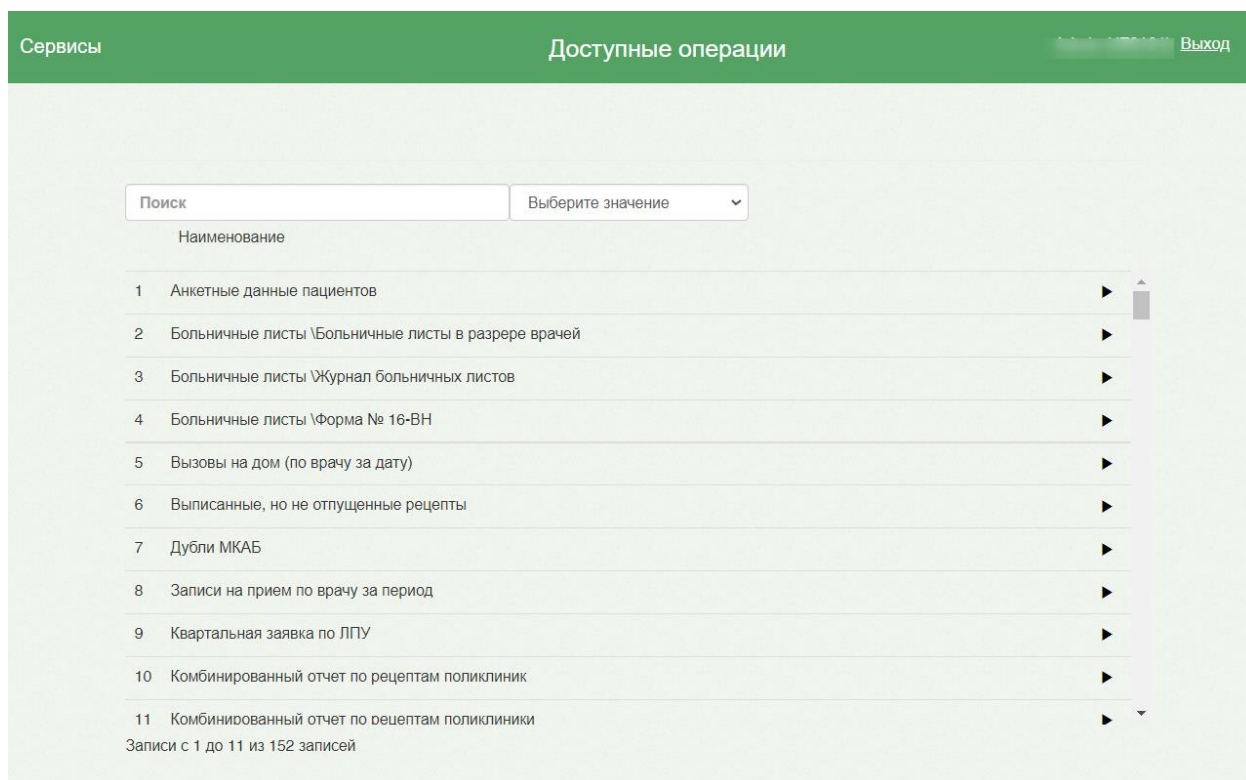 Сервисы
Доступные операции
Выход
Поиск
Выберите значение
Наименование
1 Анкетные данные пациентов
2 Больничные листы \Больничные листы в разрере врачей
3 Больничные листы \Журнал больничных листов
4 Больничные листы \Форма № 16-ВН
5 Вызовы на дом (по врачу за дату)
6 Выписанные, но не отпущенные рецепты
7 Дубли МКАБ
8 Записи на прием по врачу за период
9 Квартальная заявка по ЛПУ
10 Комбинированный отчет по рецептам поликлиник
11 Комбинированный отчет по рецептам поликлиники
Записи с 1 до 11 из 152 записей